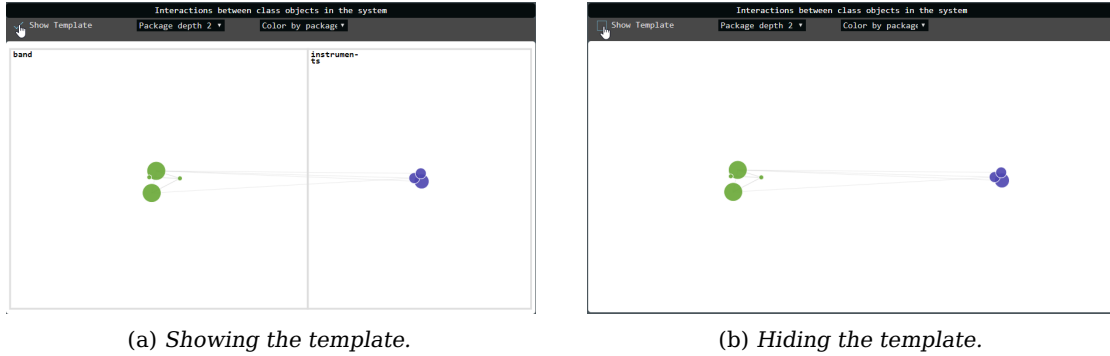 Interactions between class objects in the system
Show Template Package depth 2 Color by package
band
instrumen-
ts
(a) Showing the template.
Interactions between class objects in the system
Show Template Package depth 2 Color by package
(b) Hiding the template.